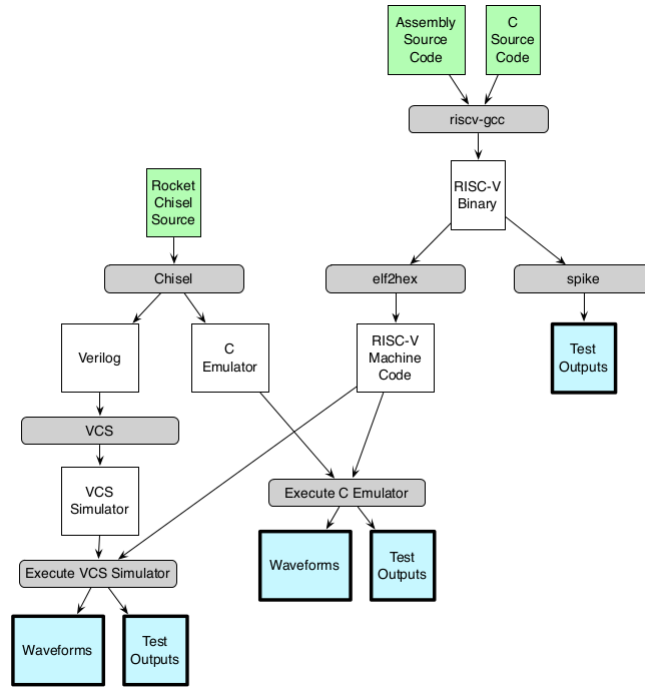 Assembly
Source
Code
C
Source
Code
riscv-gcc
RISC-V
Binary
Rocket
Chisel
Source
Chisel
elf2hex
spike
Verilog
C
Emulator
RISC-V
Machine
Code
Test
Outputs
VCS
VCS
Simulator
Execute C Emulator
Waveforms
Test
Outputs
Execute VCS Simulator
Waveforms
Test
Outputs